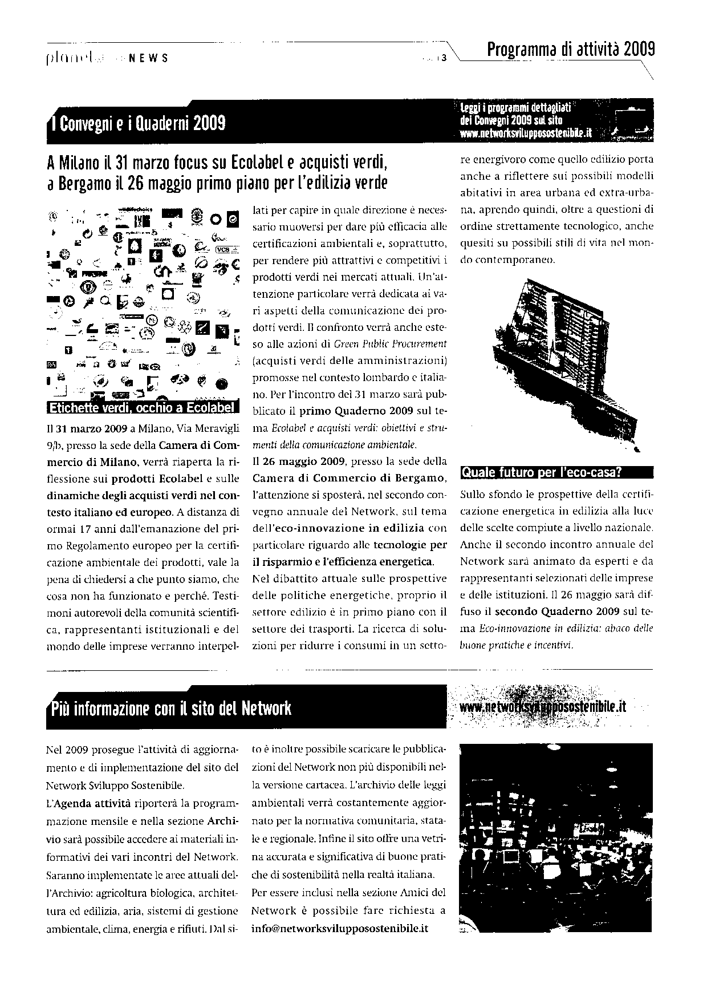 NEWS
3
Programma di attività 2009
I Convegni e i Quaderni 2009
Leggi i programmi dettagliati
dei Convegni 2009 sul sito
www.networksvilupposostenibile.it
A Milano il 31 marzo focus su Ecolabel e acquisti verdi,
a Bergamo il 26 maggio primo piano per l'edilizia verde
VCS
Etichette verdi, occhio a Ecolabel
Il 31 marzo 2009 a Milano, Via Meravigli
9/b, presso la sede della Camera di Com-
mercio di Milano, verrà riaperta la ri-
flessione sui prodotti Ecolabel e sulle
dinamiche degli acquisti verdi nel con-
testo italiano ed europeo. A distanza di
ormai 17 anni dall'emanazione del pri-
mo Regolamento europeo per la certifi-
cazione ambientale dei prodotti, vale la
pena di chiedersi a che punto siamo, che
cosa non ha funzionato e perché. Testi-
moni autorevoli della comunità scientifi-
ca, rappresentanti istituzionali e del
mondo delle imprese verranno interpel-
lati per capire in quale direzione è neces-
sario muoversi per dare più efficacia alle
certificazioni ambientali e, soprattutto,
per rendere più attrattivi e competitivi i
prodotti verdi nei mercati attuali. Un'at-
tenzione particolare verrà dedicata ai va-
ri aspetti della comunicazione dei pro-
dotti verdi. Il confronto verrà anche este-
so alle azioni di Green Public Procurement
(acquisti verdi delle amministrazioni)
promosse nel contesto lombardo e italia-
no. Per l'incontro del 31 marzo sarà pub-
blicato il primo Quaderno 2009 sul te-
ma Ecolabel e acquisti verdi: obiettivi e stru-
menti della comunicazione ambientale.
Il 26 maggio 2009, presso la sede della
Camera di Commercio di Bergamo,
l'attenzione si sposterà, nel secondo con-
vegno annuale del Network, sul tema
dell'eco-innovazione in edilizia con
particolare riguardo alle tecnologie per
il risparmio e l'efficienza energetica.
Nel dibattito attuale sulle prospettive
delle politiche energetiche, proprio il
settore edilizio è in primo piano con il
settore dei trasporti. La ricerca di solu-
zioni per ridurre i consumi in un setto-
re energivoro come quello edilizio porta
anche a riflettere sui possibili modelli
abitativi in area urbana ed extra-urba-
na, aprendo quindi, oltre a questioni di
ordine strettamente tecnologico, anche
quesiti su possibili stili di vita nel mon-
do contemporaneo.
Quale futuro per l'eco-casa?
Sullo sfondo le prospettive della certifi-
cazione energetica in edilizia alla luce
delle scelte compiute a livello nazionale.
Anche il secondo incontro annuale del
Network sarà animato da esperti e da
rappresentanti selezionati delle imprese
e delle istituzioni. Il 26 maggio sarà dif-
fuso il secondo Quaderno 2009 sul te-
ma Eco-innovazione in edilizia: abaco delle
buone pratiche e incentivi.
Più informazione con il sito del Network
www.networksvilupposostenibile.it
Nel 2009 prosegue l'attività di aggiorna-
mento e di implementazione del sito del
Network Sviluppo Sostenibile.
L'Agenda attività riporterà la program-
mazione mensile e nella sezione Archi-
vio sarà possibile accedere ai materiali in-
formativi dei vari incontri del Network.
Saranno implementate le aree attuali del-
l'Archivio: agricoltura biologica, architet-
tura ed edilizia, aria, sistemi di gestione
ambientale, clima, energia e rifiuti. Dal si-
to è inoltre possibile scaricare le pubblica-
zioni del Network non più disponibili nel-
la versione cartacea. L'archivio delle leggi
ambientali verrà costantemente aggior-
nato per la normativa comunitaria, stata-
le e regionale. Infine il sito offre una vetri-
na accurata e significativa di buone prati-
che di sostenibilità nella realtà italiana.
Per essere inclusi nella sezione Amici del
Network è possibile fare richiesta a
info@networksvilupposostenibile.it